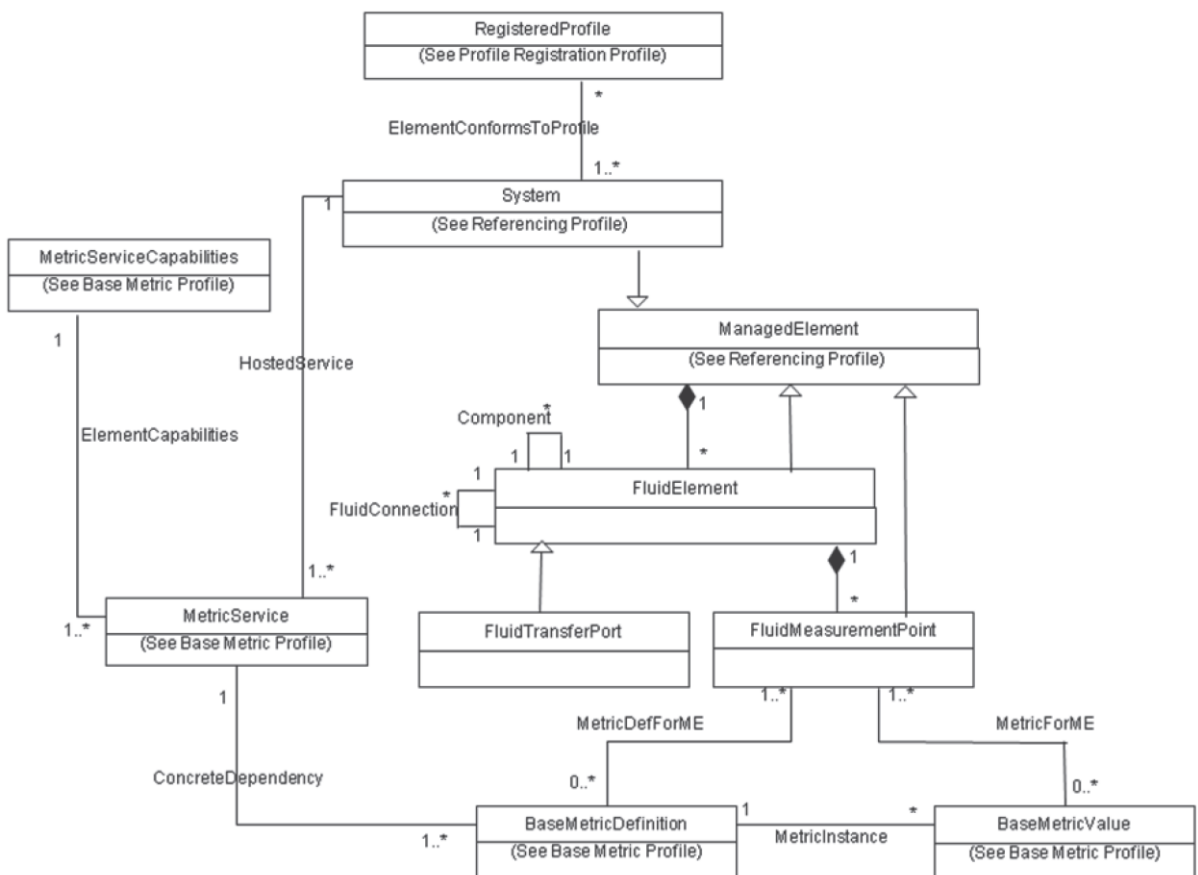 RegisteredProfile
(See Profile Registration Profile)
*
ElementConformsToProfile
1..*
System
(See Referencing Profile)
1
MetricServiceCapabilities
(See Base Metric Profile)
1
HostedService
ManagedElement
(See Referencing Profile)
1
*
Component
*
1
1
ElementCapabilities
1
*
FluidConnection
1
FluidElement
1
*
1..*
1..*
MetricService
(See Base Metric Profile)
1
FluidTransferPort
FluidMeasurementPoint
1..*
1..*
MetricDefForME
MetricForME
ConcreteDependency
0..*
0..*
1..*
BaseMetricDefinition
(See Base Metric Profile)
1
*
MetricInstance
BaseMetricValue
(See Base Metric Profile)